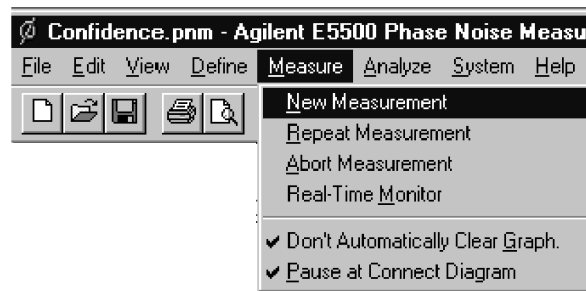 Confidence.pnm - Agilent E5500 Phase Noise Measu
File Edit View Define Measure Analyze System Help
New Measurement
Repeat Measurement
Abort Measurement
Real-Time Monitor
Don't Automatically Clear Graph.
Pause at Connect Diagram